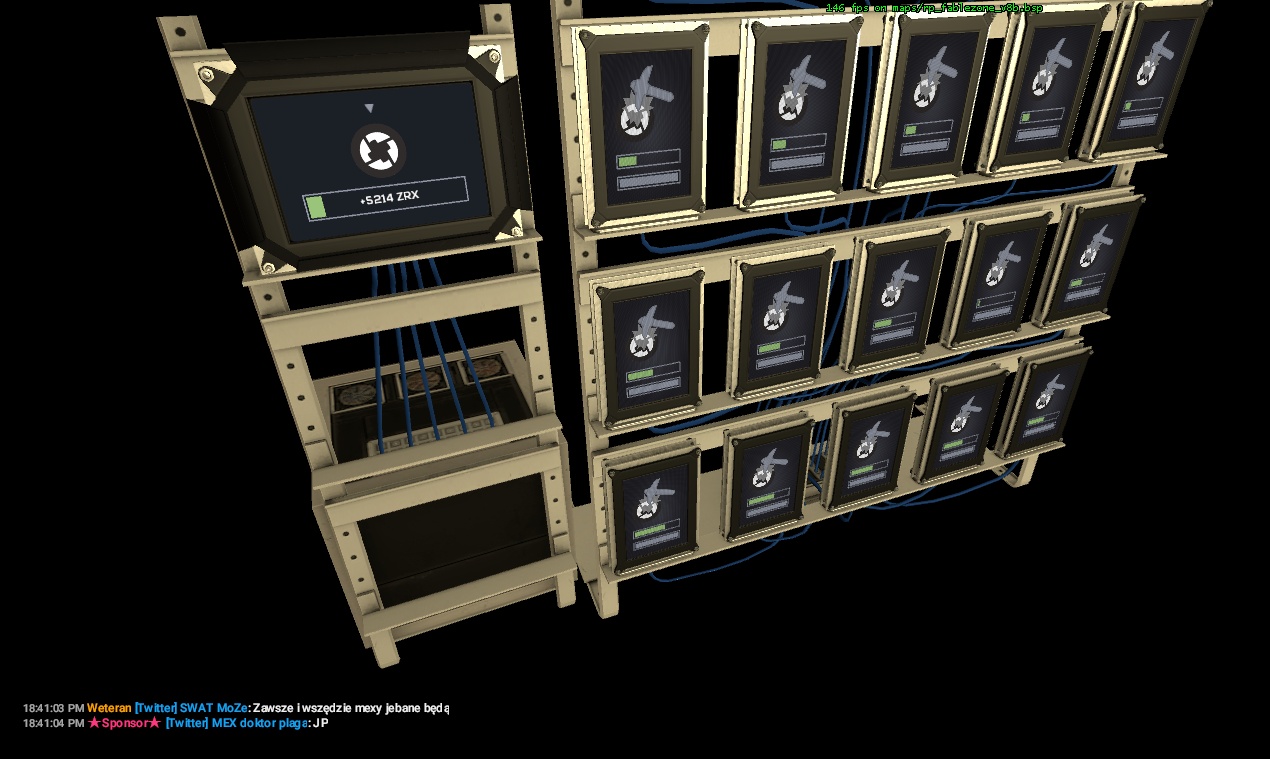 146 fps on maps/rp_fablezone_v8b.bsp
+5214 ZRX
18:41:03 PM Weteran [Twitter] SWAT MoZe: Zawsze i wszędzie mexy jebane będą
18:41:04 PM ★Sponsor★ [Twitter] MEX doktor plaga: JP